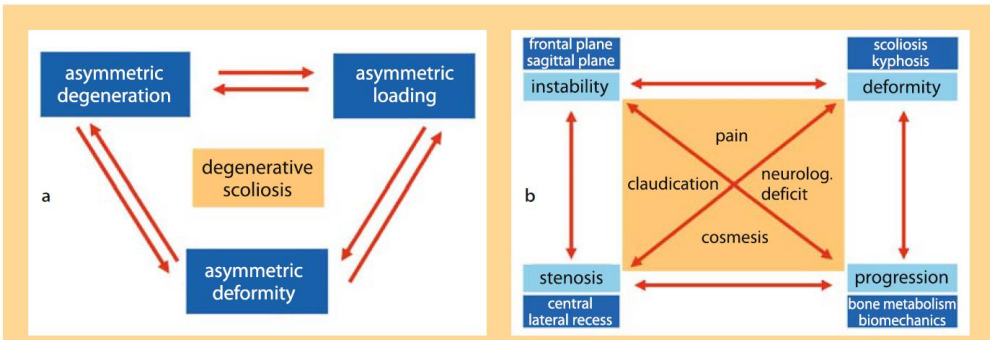 asymmetric
degeneration
asymmetric
loading
degenerative
scoliosis
a
asymmetric
deformity
frontal plane
sagittal plane
instability
scoliosis
kyphosis
deformity
pain
claudication
neurolog.
deficit
b
cosmesis
stenosis
central
lateral recess
progression
bone metabolism
biomechanics